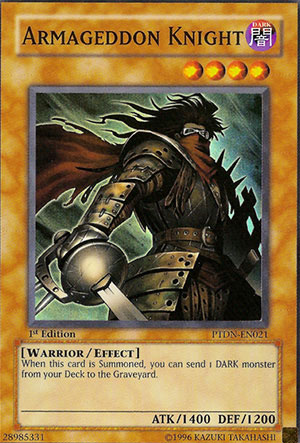 ARMAGEDDON KNIGHT
DARK
闇
1st Edition
PTDN-EN021
[WARRIOR / EFFECT]
When this card is Summoned, you can send 1 DARK monster
from your Deck to the Graveyard.
ATK/1400 DEF/1200
28985331
©1996 KAZUKI TAKAHASHI